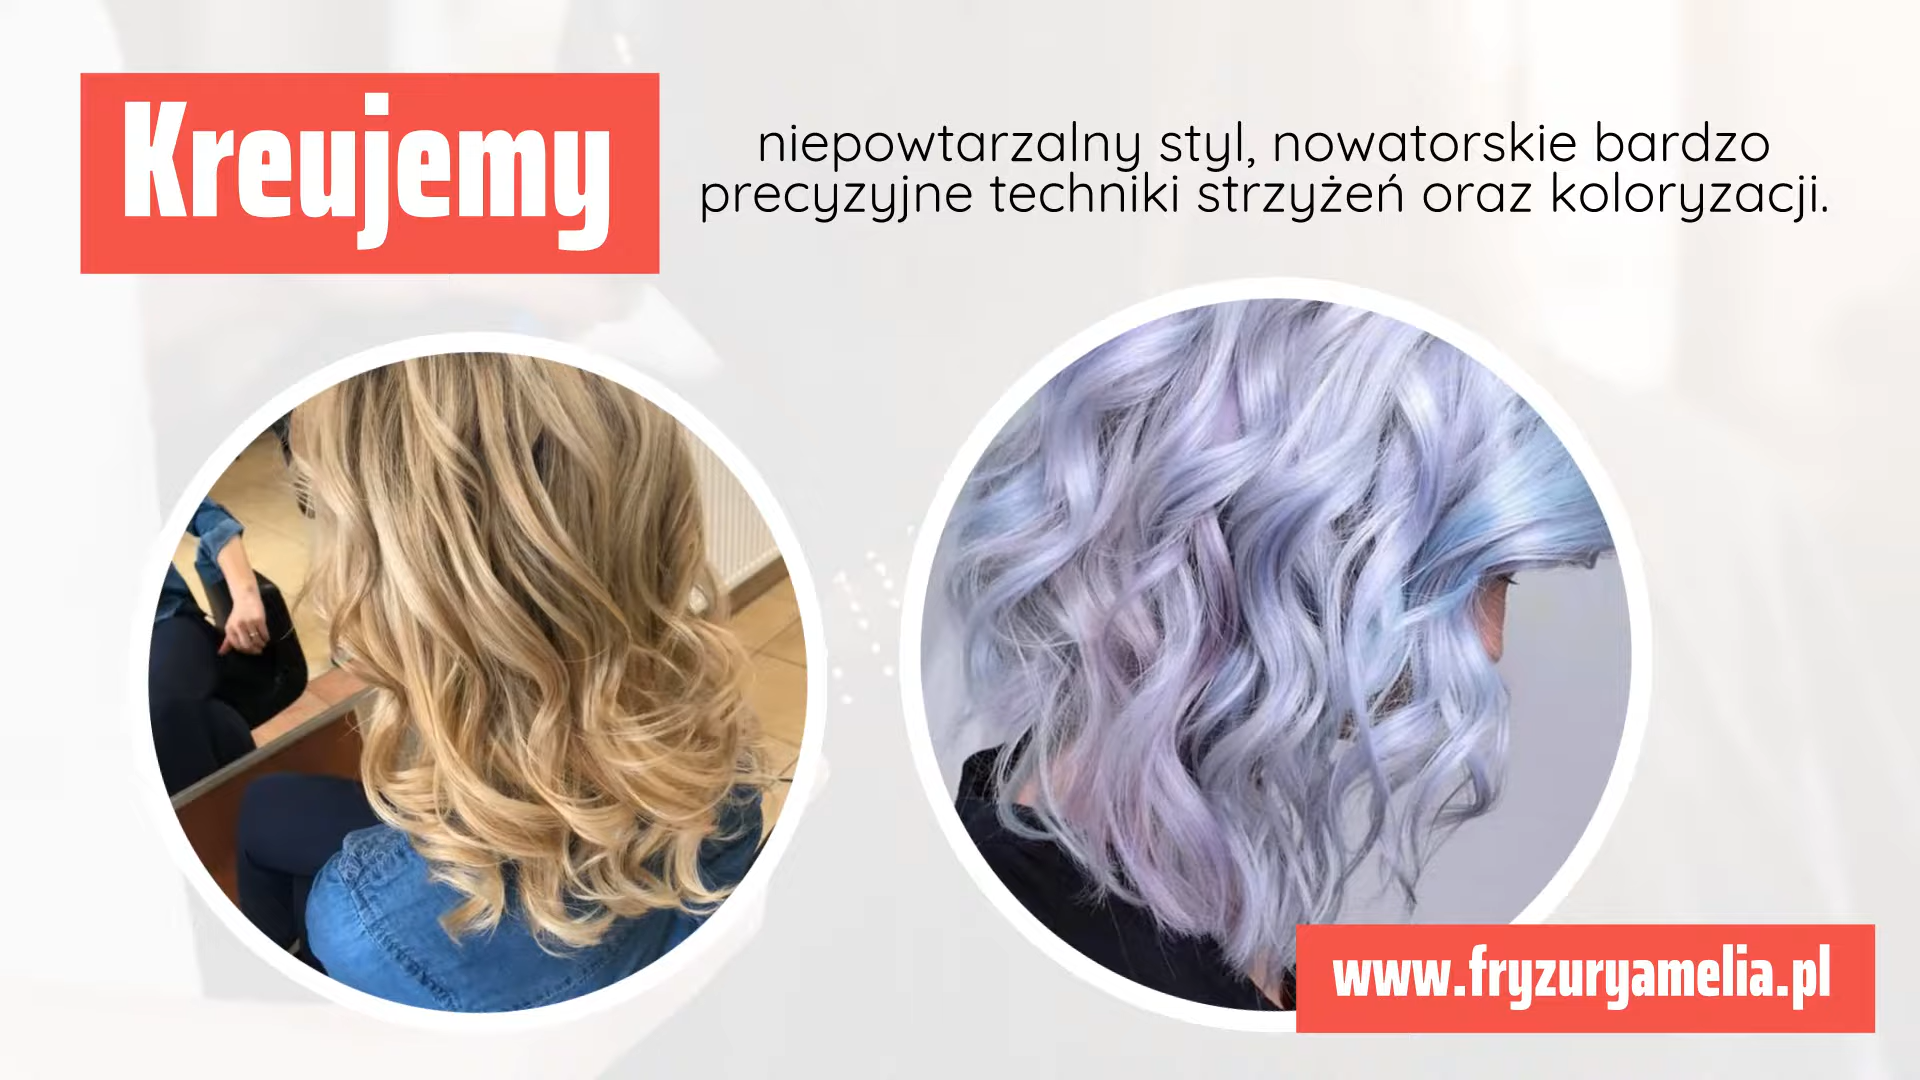 Kreujemy
niepowtarzalny styl, nowatorskie bardzo
precyzyjne techniki strzyżeń oraz koloryzacji.
www.fryzuryamelia.pl